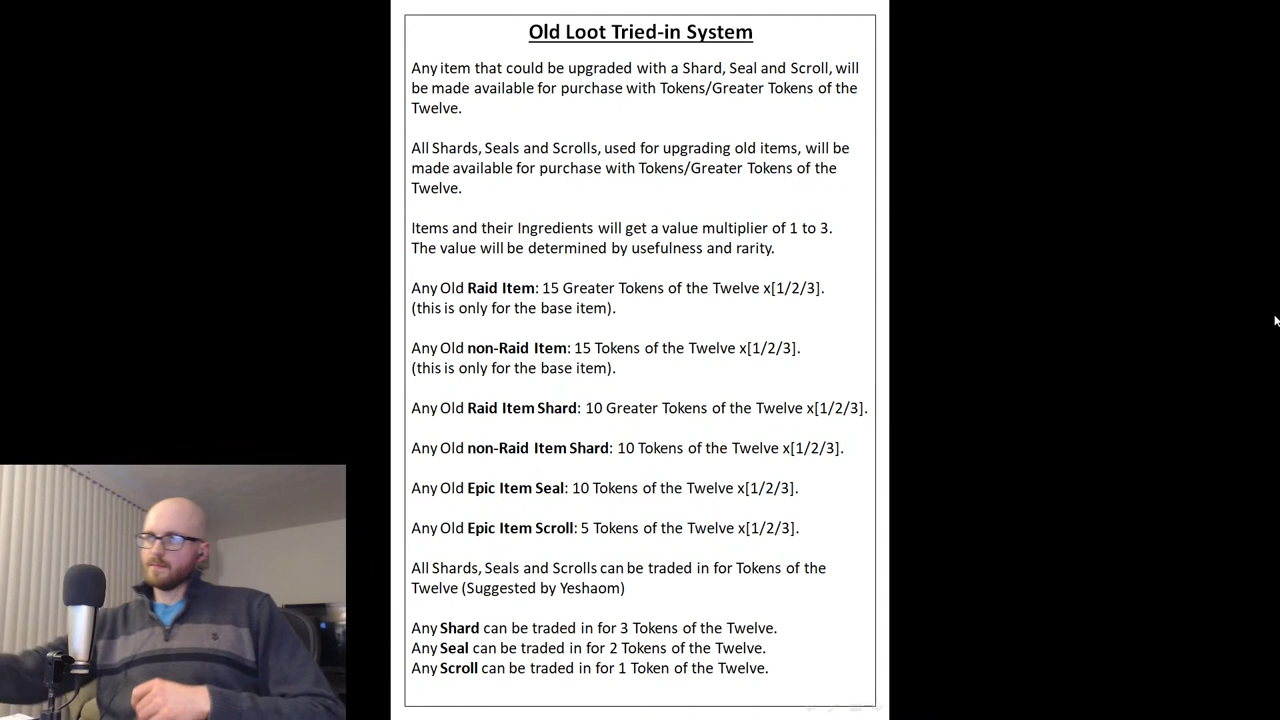 Old Loot Tried-in System
Any item that could be upgraded with a Shard, Seal and Scroll, will
be made available for purchase with Tokens/Greater Tokens of the
Twelve.
All Shards, Seals and Scrolls, used for upgrading old items, will be
made available for purchase with Tokens/Greater Tokens of the
Twelve.
Items and their Ingredients will get a value multiplier of 1 to 3.
The value will be determined by usefulness and rarity.
Any Old Raid Item: 15 Greater Tokens of the Twelve x[1/2/3].
(this is only for the base item).
Any Old non-Raid Item: 15 Tokens of the Twelve x[1/2/3].
(this is only for the base item).
Any Old Raid Item Shard: 10 Greater Tokens of the Twelve x[1/2/3].
Any Old non-Raid Item Shard: 10 Tokens of the Twelve x[1/2/3].
Any Old Epic Item Seal: 10 Tokens of the Twelve x[1/2/3].
Any Old Epic Item Scroll: 5 Tokens of the Twelve x[1/2/3].
All Shards, Seals and Scrolls can be traded in for Tokens of the
Twelve (Suggested by Yeshaom)
Any Shard can be traded in for 3 Tokens of the Twelve.
Any Seal can be traded in for 2 Tokens of the Twelve.
Any Scroll can be traded in for 1 Token of the Twelve.